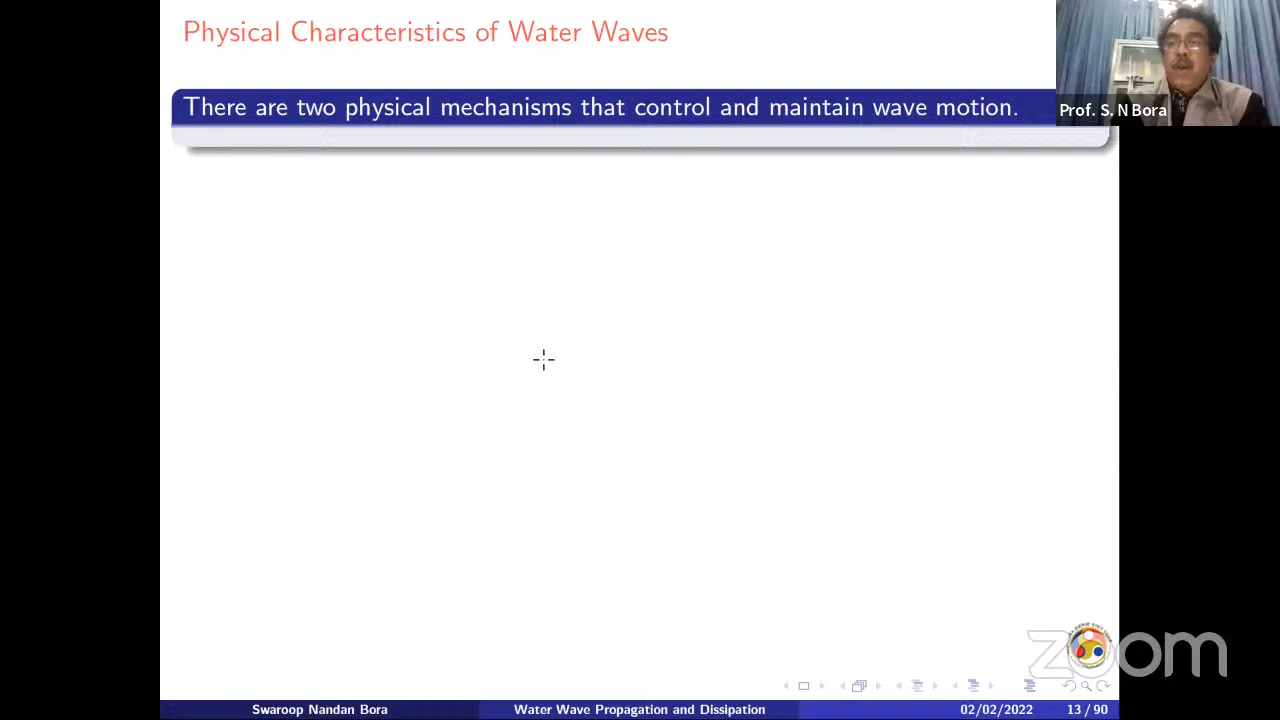 Physical Characteristics of Water Waves
There are two physical mechanisms that control and maintain wave motion.
Prof. S. N Bora
zoom
Swaroop Nandan Bora
Water Wave Propagation and Dissipation
02/02/2022
13 / 90